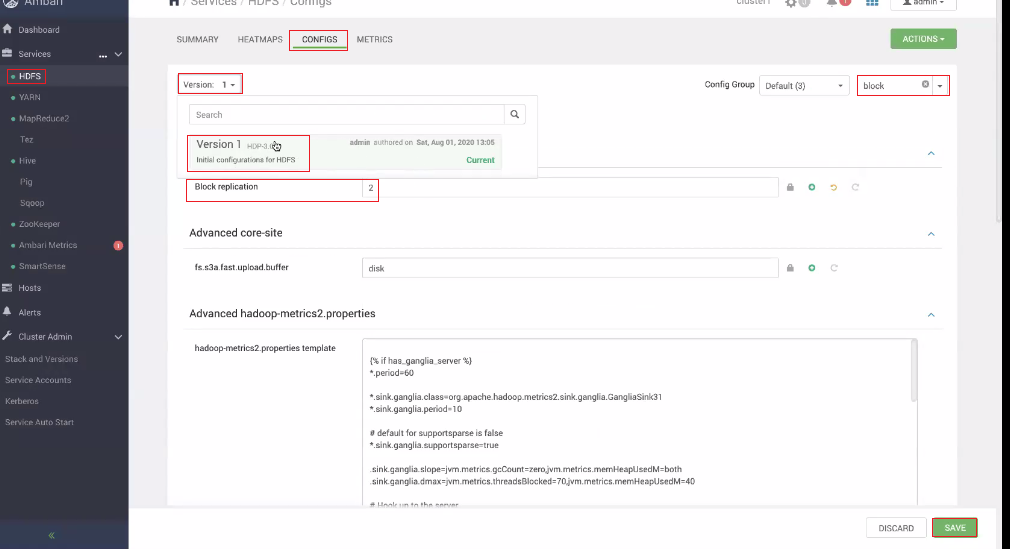 Ambari
/ Services / HDFS / Configs
cluster1
admin
Dashboard
Services
...
HDFS
YARN
MapReduce2
Tez
Hive
Pig
Sqoop
ZooKeeper
Ambari Metrics
1
SmartSense
Hosts
Alerts
Cluster Admin
Stack and Versions
Service Accounts
Kerberos
Service Auto Start
«
SUMMARY HEATMAPS CONFIGS METRICS
ACTIONS
Version: 1
Config Group Default (3)
block
Search
Version 1
admin authored on Sat, Aug 01, 2020 13:05
Initial configurations for HDFS
Current
Block replication 2
Advanced core-site
fs.s3a.fast.upload.buffer disk
Advanced hadoop-metrics2.properties
hadoop-metrics2.properties template
{% if has_ganglia_server %}
*.period=60
*.sink.ganglia.class=org.apache.hadoop.metrics2.sink.ganglia.GangliaSink31
*.sink.ganglia.period=10
# default for supportsparse is false
*.sink.ganglia.supportsparse=true
.sink.ganglia.slope=jvm.metrics.gcCount=zero,jvm.metrics.memHeapUsedM=both
.sink.ganglia.dmax=jvm.metrics.threadsBlocked=70,jvm.metrics.memHeapUsedM=40
# Hook up to the server
DISCARD SAVE